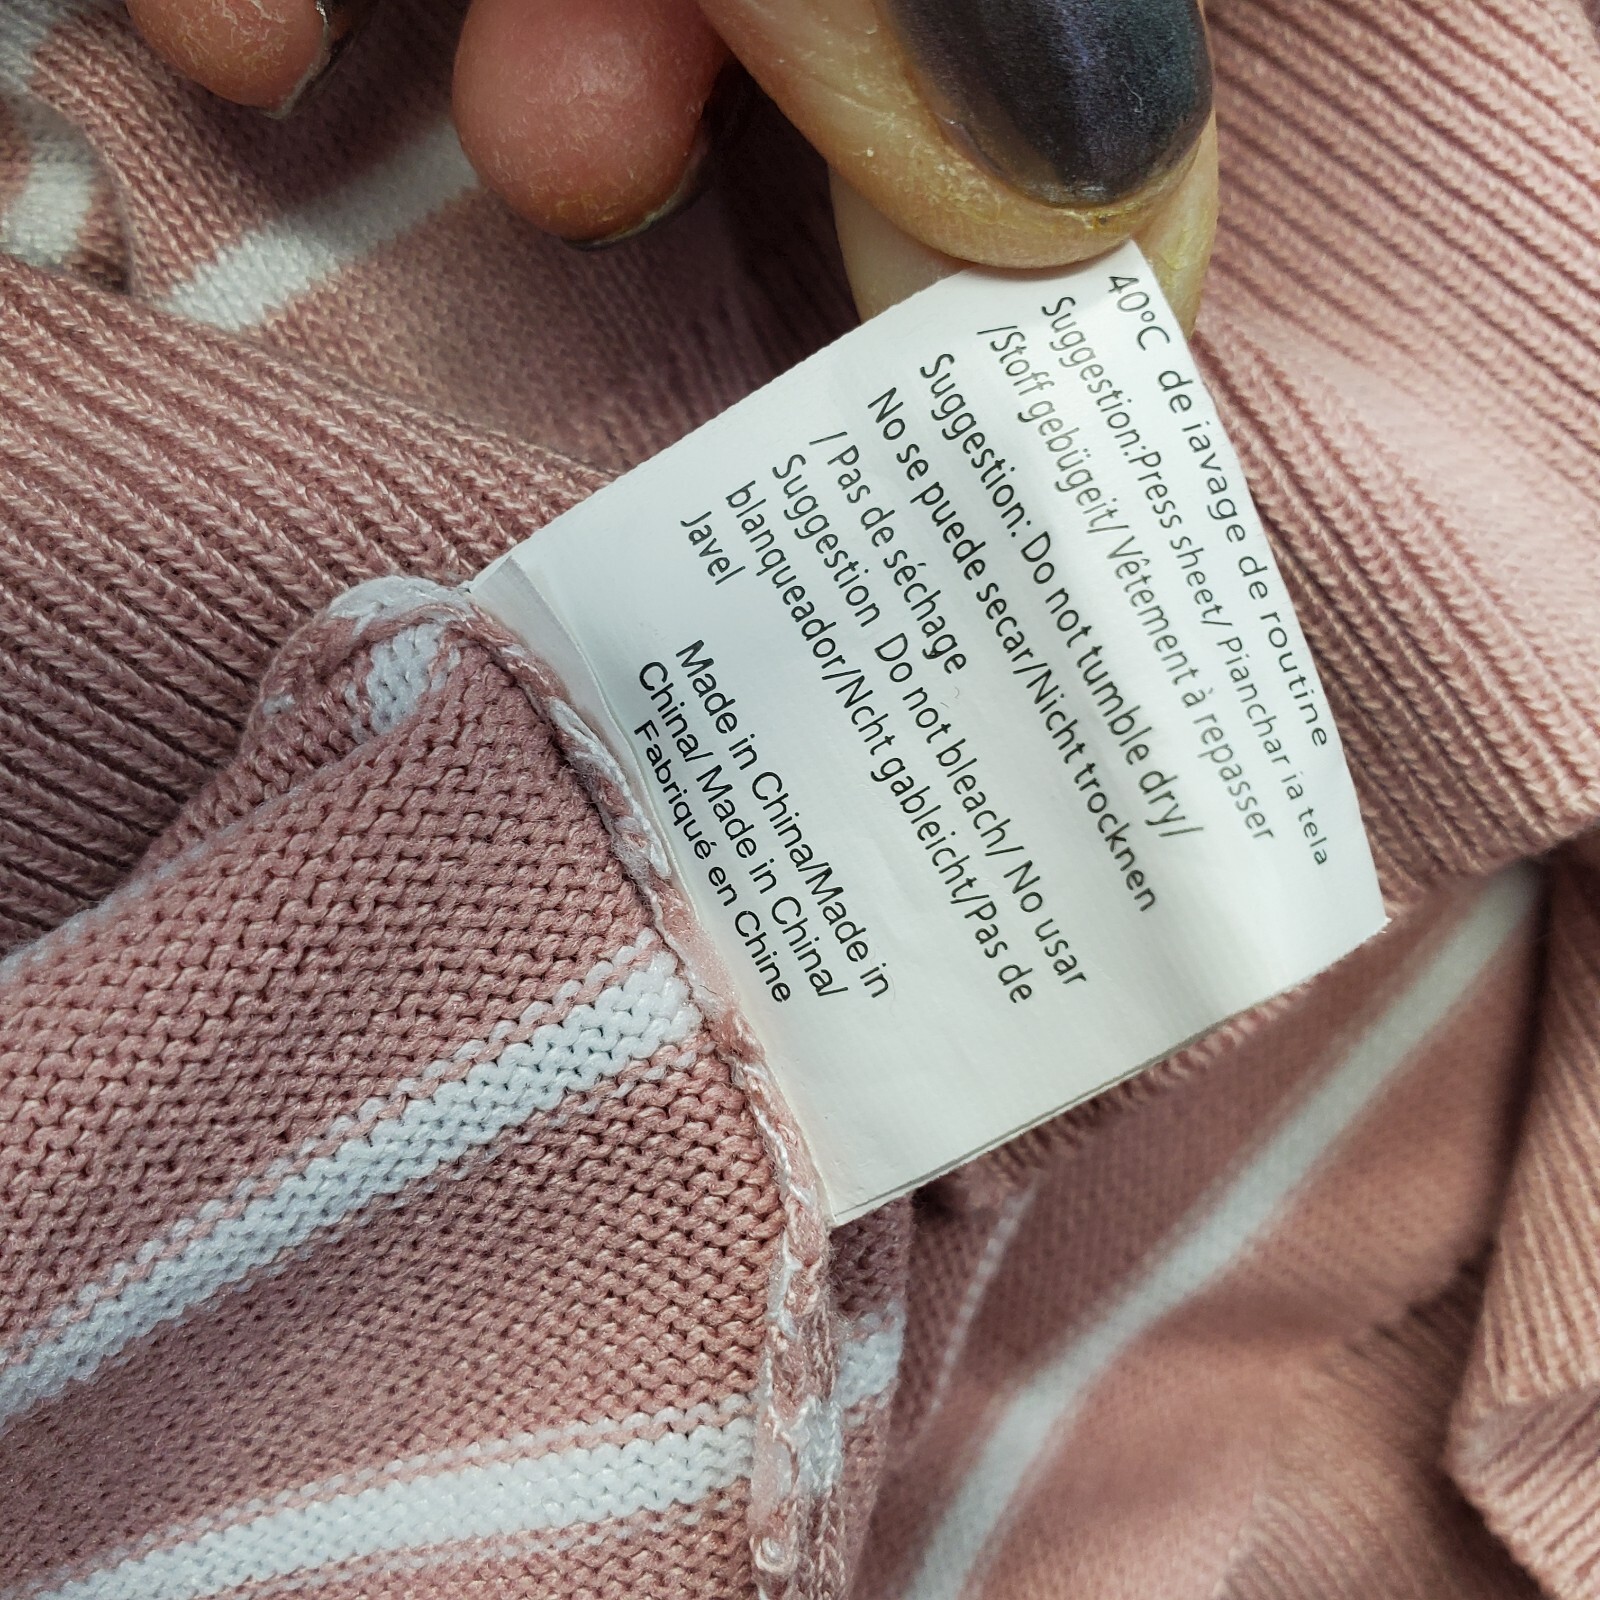 40ºC de iavage de routine
Suggestion:Press sheet/ Pianchar ia tela
/Stoff gebügeit/ Vêtement à repasser
Suggestion: Do not tumble dry/
No se puede secar/Nicht trocknen
/ Pas de séchage
Suggestion Do not bleach/ No usar
blanqueador/Ncht gableicht/Pas de
Javel
Made in China/Made in
China/ Made in China/
Fabriqué en Chine